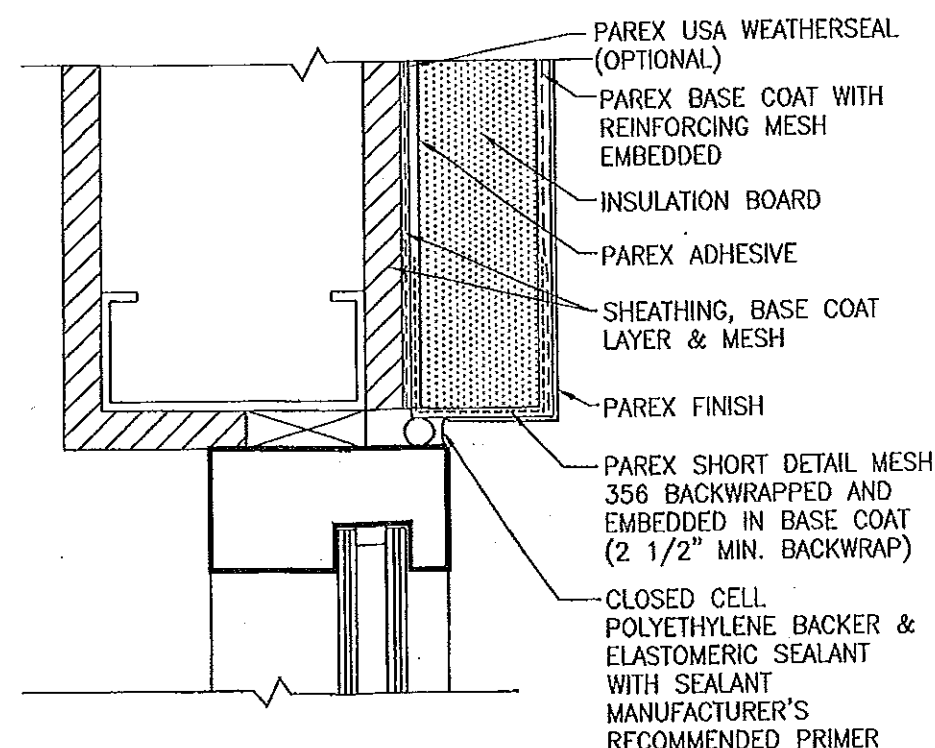 PAREX USA WEATHERSEAL
(OPTIONAL)
PAREX BASE COAT WITH
REINFORCING MESH
EMBEDDED
INSULATION BOARD
PAREX ADHESIVE
SHEATHING, BASE COAT
LAYER & MESH
PAREX FINISH
PAREX SHORT DETAIL MESH
356 BACKWRAPPED AND
EMBEDDED IN BASE COAT
(2 1/2" MIN. BACKWRAP)
CLOSED CELL
POLYETHYLENE BACKER &
ELASTOMERIC SEALANT
WITH SEALANT
MANUFACTURER'S
RECOMMENDED PRIMER